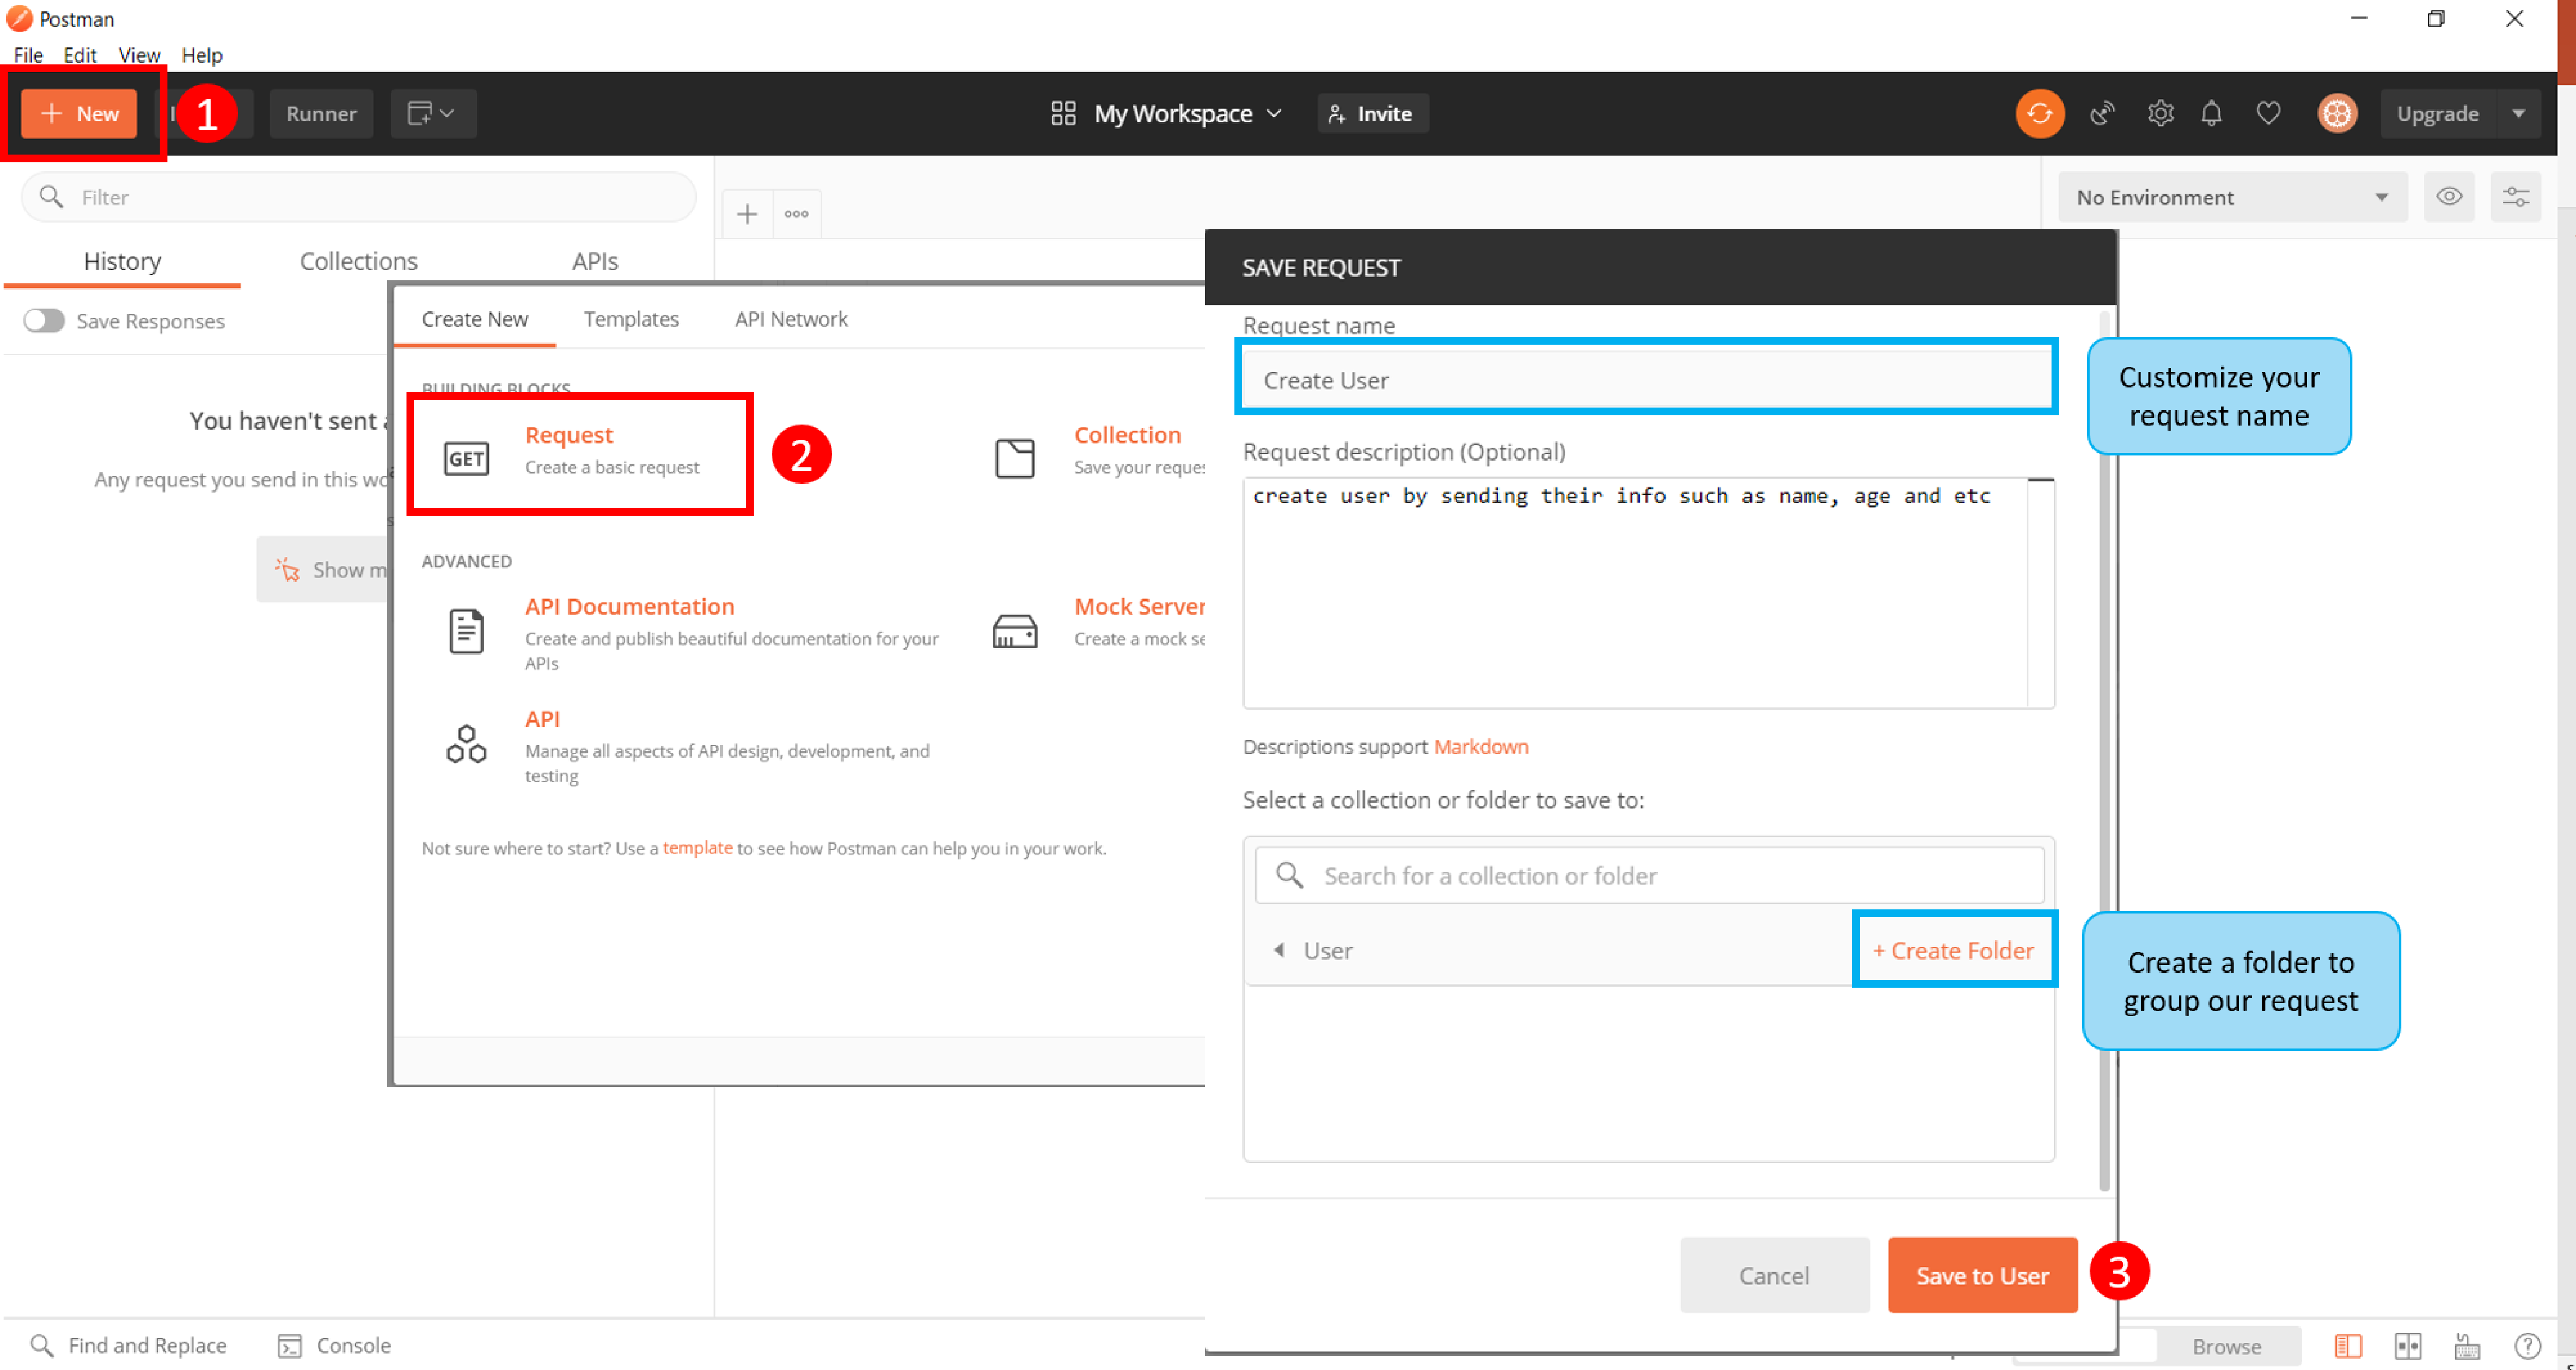 Postman
File Edit View Help
New
1
Runner
My Workspace
Invite
Upgrade
Filter
No Environment
History
Collections
APIs
Save Responses
You haven't sent
Any request you send in this
Show
Create New
Templates
API Network
BUILDING BLOCKS
GET
Request
Create a basic request
2
Collection
Save your
ADVANCED
API Documentation
Create and publish beautiful documentation for your
APIs
Mock Server
Create a mock
API
Manage all aspects of API design, development, and
testing
Not sure where to start? Use a template to see how Postman can help you in your work.
SAVE REQUEST
Request name
Create User
Customize your
request name
Request description (Optional)
create user by sending their info such as name, age and etc
Descriptions support Markdown
Select a collection or folder to save to:
Search for a collection or folder
User
+ Create Folder
Create a folder to
group our request
Cancel
Save to User
3
Find and Replace
Console
Browse